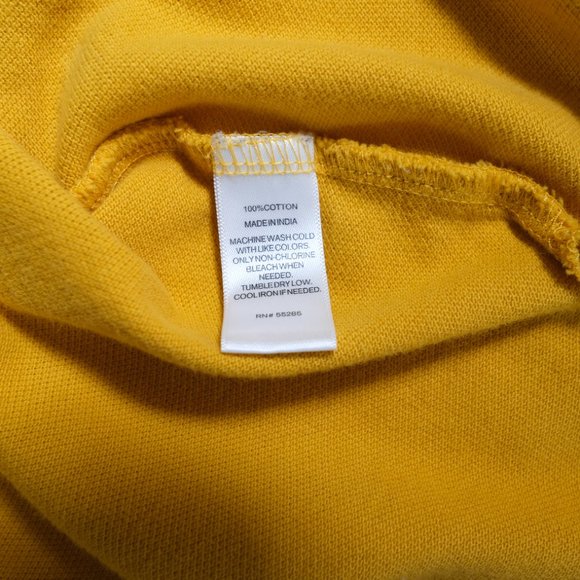 100%COTTON
MADE IN INDIA
MACHINE WASH COLD
WITH LIKE COLORS.
ONLY NON-CHLORINE
BLEACH WHEN
NEEDED.
TUMBLE DRY LOW.
COOL IRON IF NEEDED.
RN# 55285